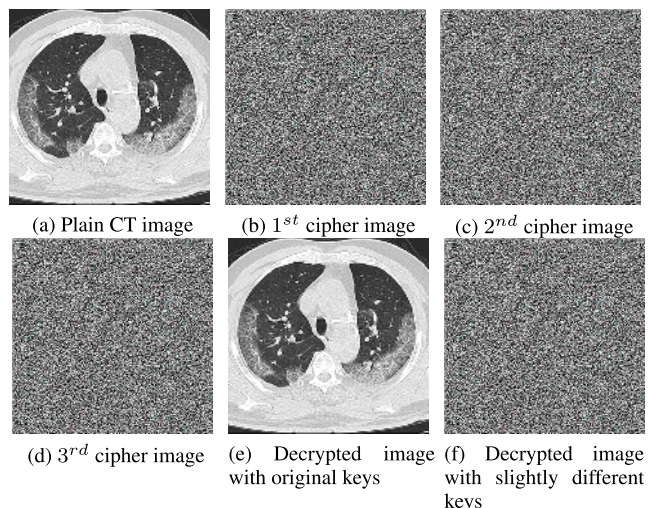 (a) Plain CT image
(b) 1st cipher image
(c) 2nd cipher image
(d) 3rd cipher image
(e) Decrypted image
with original keys
(f) Decrypted image
with slightly different
keys